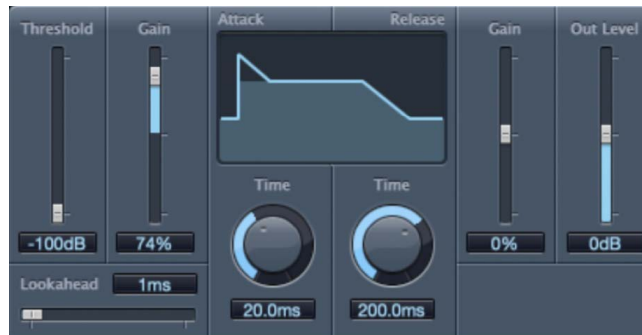 Threshold Gain Attack Release Gain Out Level
Time Time
-100dB 74% 0% 0dB
Lookahead 1ms
20.0ms 200.0ms